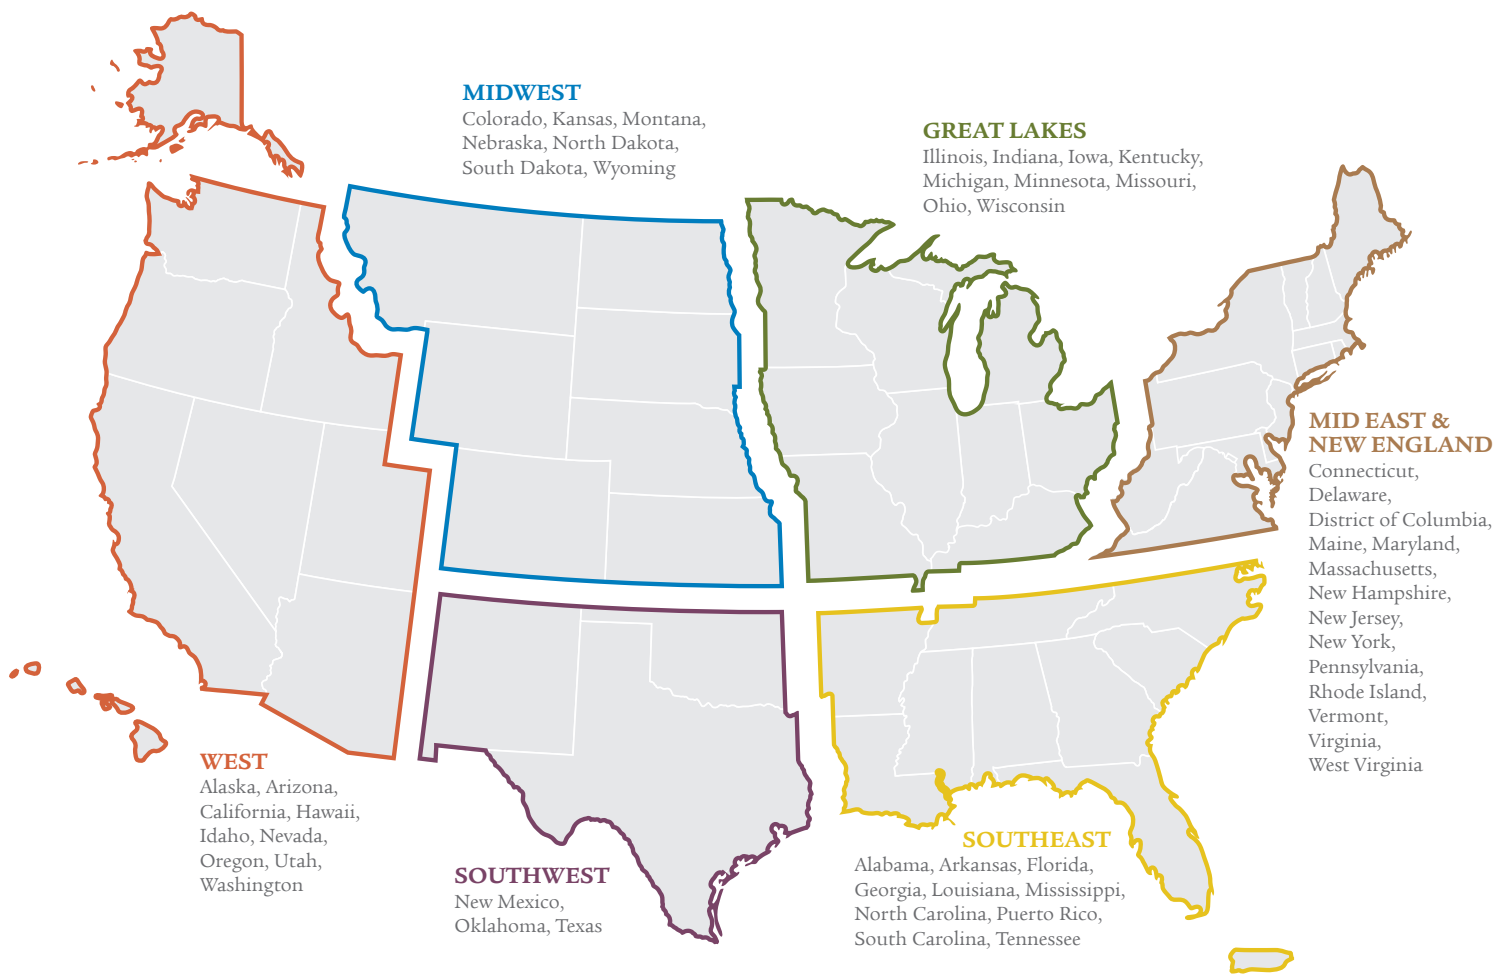 MIDWEST
Colorado, Kansas, Montana,
Nebraska, North Dakota,
South Dakota, Wyoming
GREAT LAKES
Illinois, Indiana, Iowa, Kentucky,
Michigan, Minnesota, Missouri,
Ohio, Wisconsin
MID EAST &
NEW ENGLAND
Connecticut,
Delaware,
District of Columbia,
Maine, Maryland,
Massachusetts,
New Hampshire,
New Jersey,
New York,
Pennsylvania,
Rhode Island,
Vermont,
Virginia,
West Virginia
WEST
Alaska, Arizona,
California, Hawaii,
Idaho, Nevada,
Oregon, Utah,
Washington
SOUTHWEST
New Mexico,
Oklahoma, Texas
SOUTHEAST
Alabama, Arkansas, Florida,
Georgia, Louisiana, Mississippi,
North Carolina, Puerto Rico,
South Carolina, Tennessee